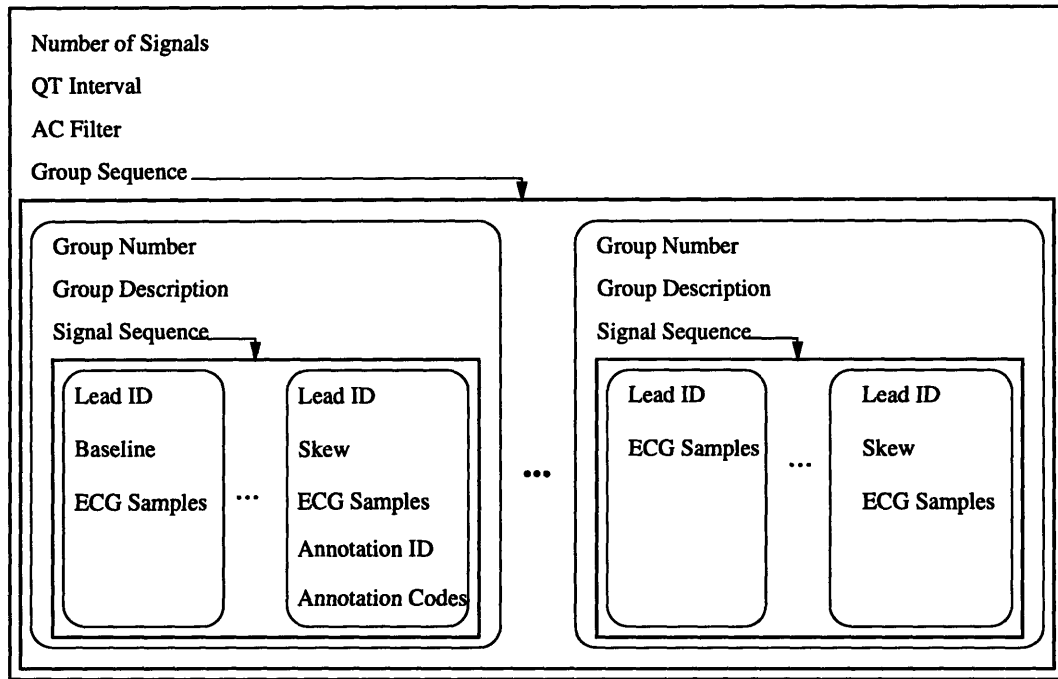 Number of Signals
QT Interval
AC Filter
Group Sequence
Group Number
Group Description
Signal Sequence
Lead ID
Baseline
ECG Samples
...
Lead ID
Skew
ECG Samples
Annotation ID
Annotation Codes
...
Group Number
Group Description
Signal Sequence
Lead ID
ECG Samples
...
Lead ID
Skew
ECG Samples